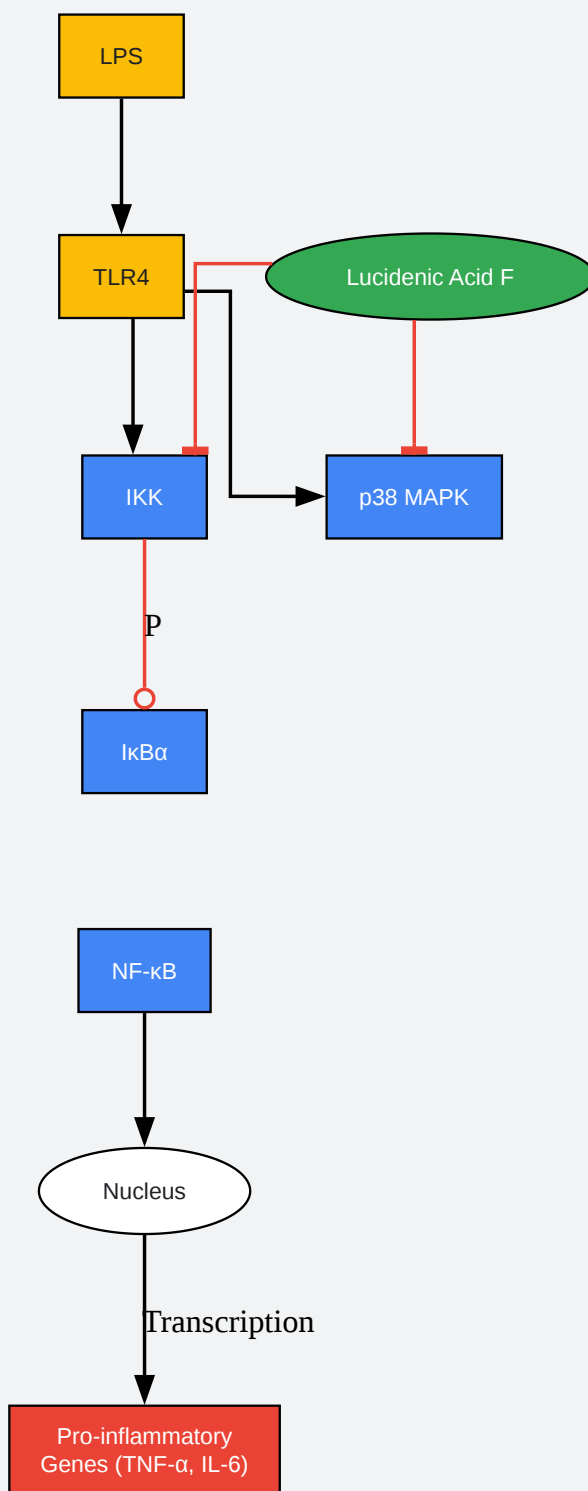 LPS
TLR4
Lucidenic Acid F
IKK
p38 MAPK
P
IκBα
NF-κB
Nucleus
Transcription
Pro-inflammatory
Genes (TNF-α, IL-6)